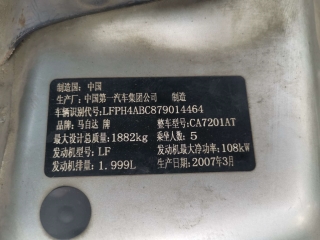 制造国：中国
生产厂：中国第一汽车集团公司 制造
车辆识别代号：LFPH4ABC879014464
品牌：马自达 牌 整车型号：CA7201AT
最大设计总质量：1882kg 乘坐人数：5
发动机型号：LF 发动机最大净功率：108kW
发动机排量：1.999L 生产日期：2007年3月